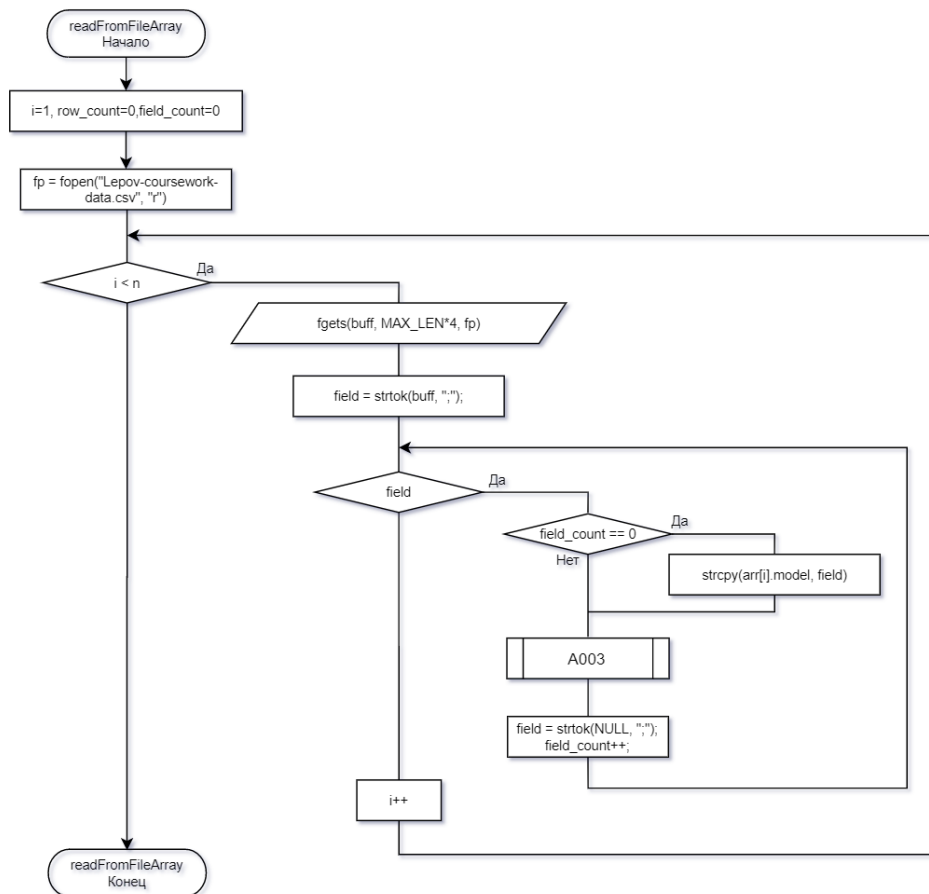 readFromFileArray
Начало
i=1, row_count=0,field_count=0
fp = fopen("Lepov-coursework-
data.csv", "r")
i < n
Да
fgets(buff, MAX_LEN*4, fp)
field = strtok(buff, ";");
field
Да
field_count == 0
Да
Нет
strcpy(arr[i].model, field)
A003
field = strtok(NULL, ";");
field_count++;
i++
readFromFileArray
Конец